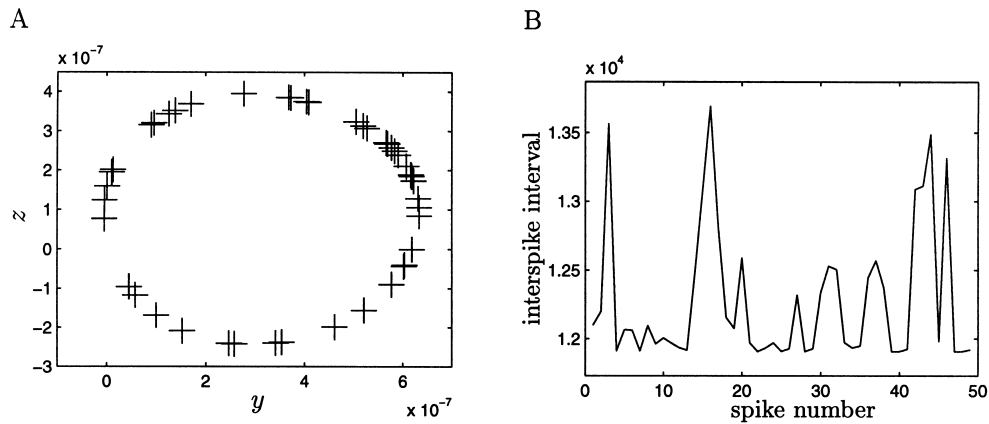 A
x 10^-7
4
3
2
1
0
−1
−2
−3
z
0 2 4 6
y
x 10^-7
B
x 10^4
1.35
1.3
1.25
1.2
interspike interval
0 10 20 30 40 50
spike number